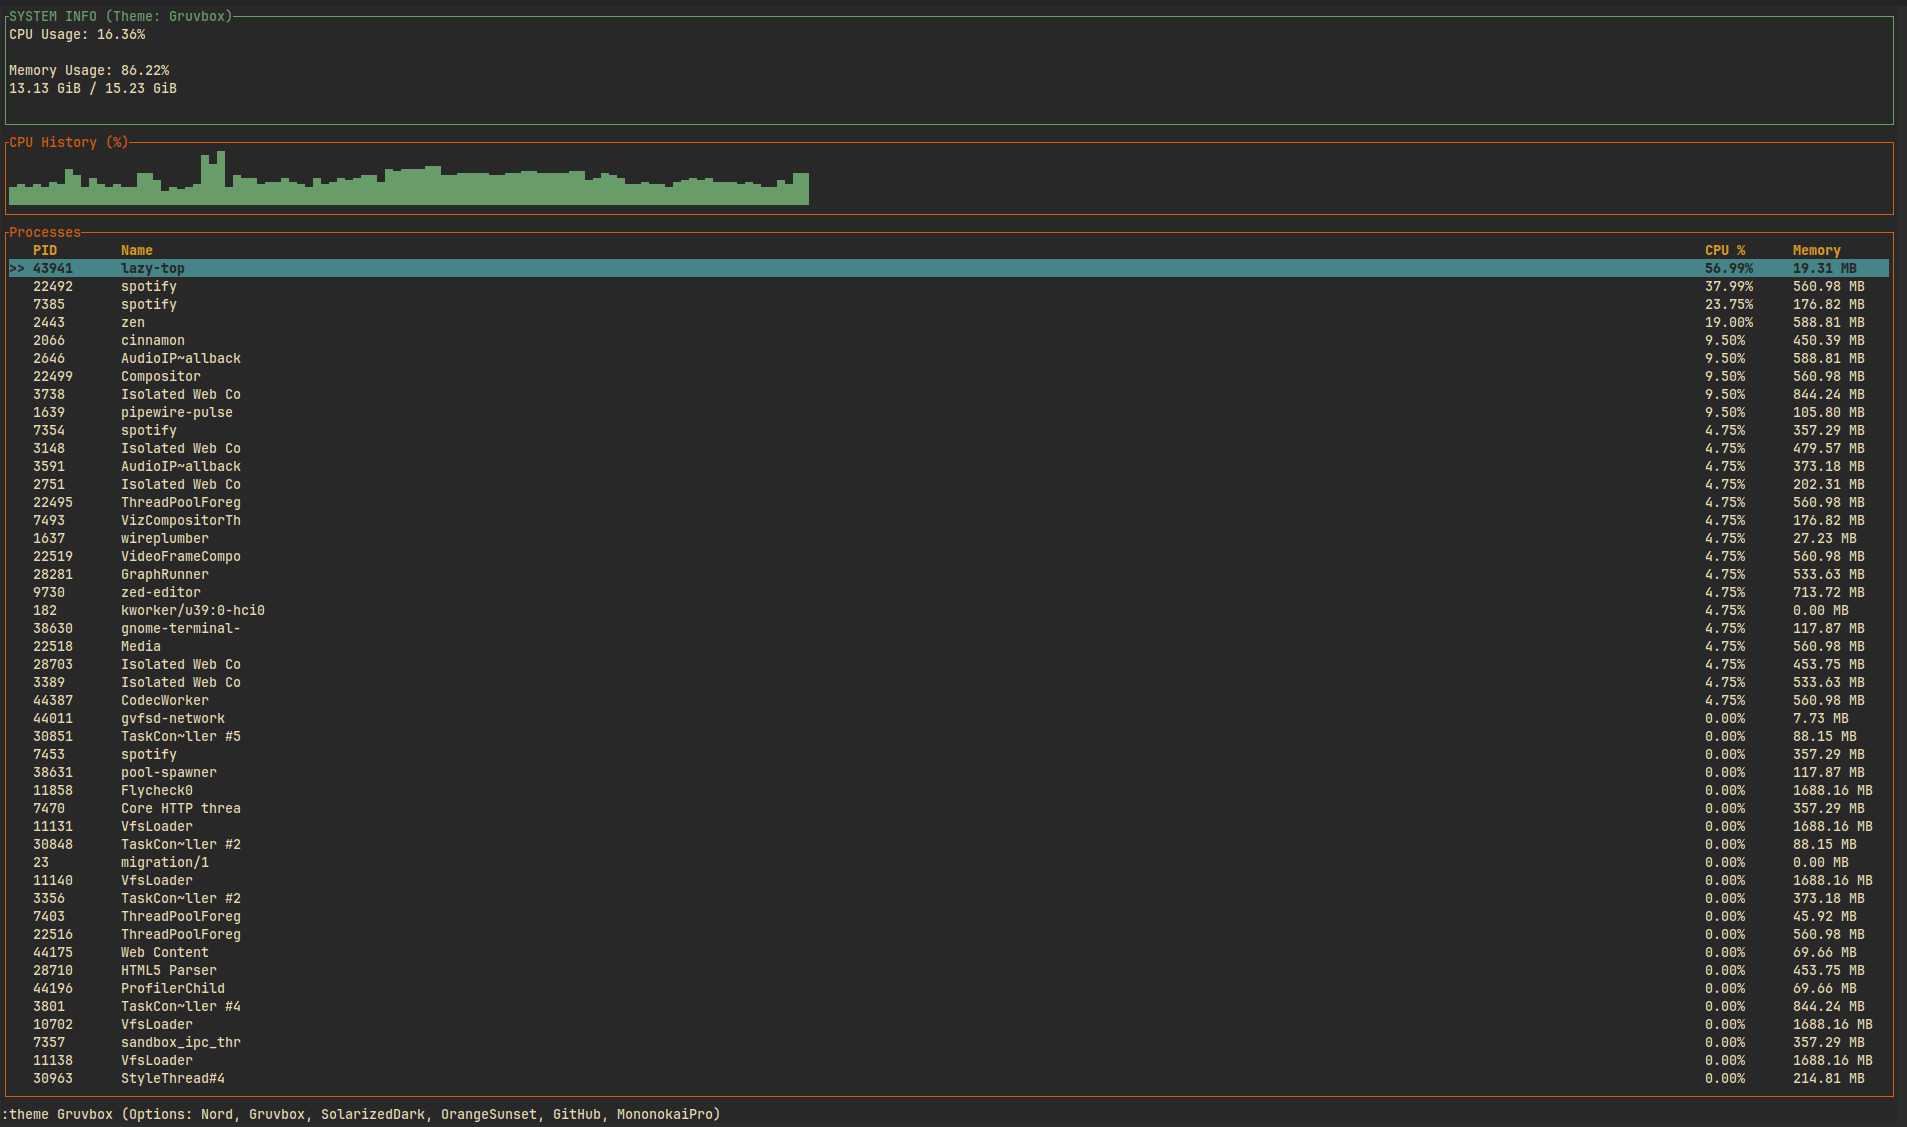 SYSTEM INFO (Theme: Gruvbox)
CPU Usage: 16.36%
Memory Usage: 86.22%
13.13 GiB / 15.23 GiB
CPU History (%)
Processes
PID Name CPU % Memory
>> 43941 lazy-top 56.99% 19.31 MB
22492 spotify 37.99% 560.98 MB
7385 spotify 23.75% 176.82 MB
2443 zen 19.00% 588.81 MB
2066 cinnamon 9.50% 450.39 MB
2646 AudioIP~allback 9.50% 588.81 MB
22499 Compositor 9.50% 560.98 MB
3738 Isolated Web Co 9.50% 844.24 MB
1639 pipewire-pulse 9.50% 105.80 MB
7354 spotify 4.75% 357.29 MB
3148 Isolated Web Co 4.75% 479.57 MB
3591 AudioIP~allback 4.75% 373.18 MB
2751 Isolated Web Co 4.75% 202.31 MB
22495 ThreadPoolForeg 4.75% 560.98 MB
7493 VizCompositorTh 4.75% 176.82 MB
1637 wireplumber 4.75% 27.23 MB
22519 VideoFrameCompo 4.75% 560.98 MB
28281 GraphRunner 4.75% 533.63 MB
9730 zed-editor 4.75% 713.72 MB
182 kworker/u39:0-hci0 4.75% 0.00 MB
38630 gnome-terminal- 4.75% 117.87 MB
22518 Media 4.75% 560.98 MB
28703 Isolated Web Co 4.75% 453.75 MB
3389 Isolated Web Co 4.75% 533.63 MB
44387 CodecWorker 4.75% 560.98 MB
44011 gvfsd-network 0.00% 7.73 MB
30851 TaskCon~ller #5 0.00% 88.15 MB
7453 spotify 0.00% 357.29 MB
38631 pool-spawner 0.00% 117.87 MB
11858 Flycheck0 0.00% 1688.16 MB
7470 Core HTTP threa 0.00% 357.29 MB
11131 VfsLoader 0.00% 1688.16 MB
30848 TaskCon~ller #2 0.00% 88.15 MB
23 migration/1 0.00% 0.00 MB
11140 VfsLoader 0.00% 1688.16 MB
3356 TaskCon~ller #2 0.00% 373.18 MB
7403 ThreadPoolForeg 0.00% 45.92 MB
22516 ThreadPoolForeg 0.00% 560.98 MB
44175 Web Content 0.00% 69.66 MB
28710 HTML5 Parser 0.00% 453.75 MB
44196 ProfilerChild 0.00% 69.66 MB
3801 TaskCon~ller #4 0.00% 844.24 MB
10702 VfsLoader 0.00% 1688.16 MB
7357 sandbox_ipc_thr 0.00% 357.29 MB
11138 VfsLoader 0.00% 1688.16 MB
30963 StyleThread#4 0.00% 214.81 MB
:theme Gruvbox (Options: Nord, Gruvbox, SolarizedDark, OrangeSunset, GitHub, MononokaiPro)